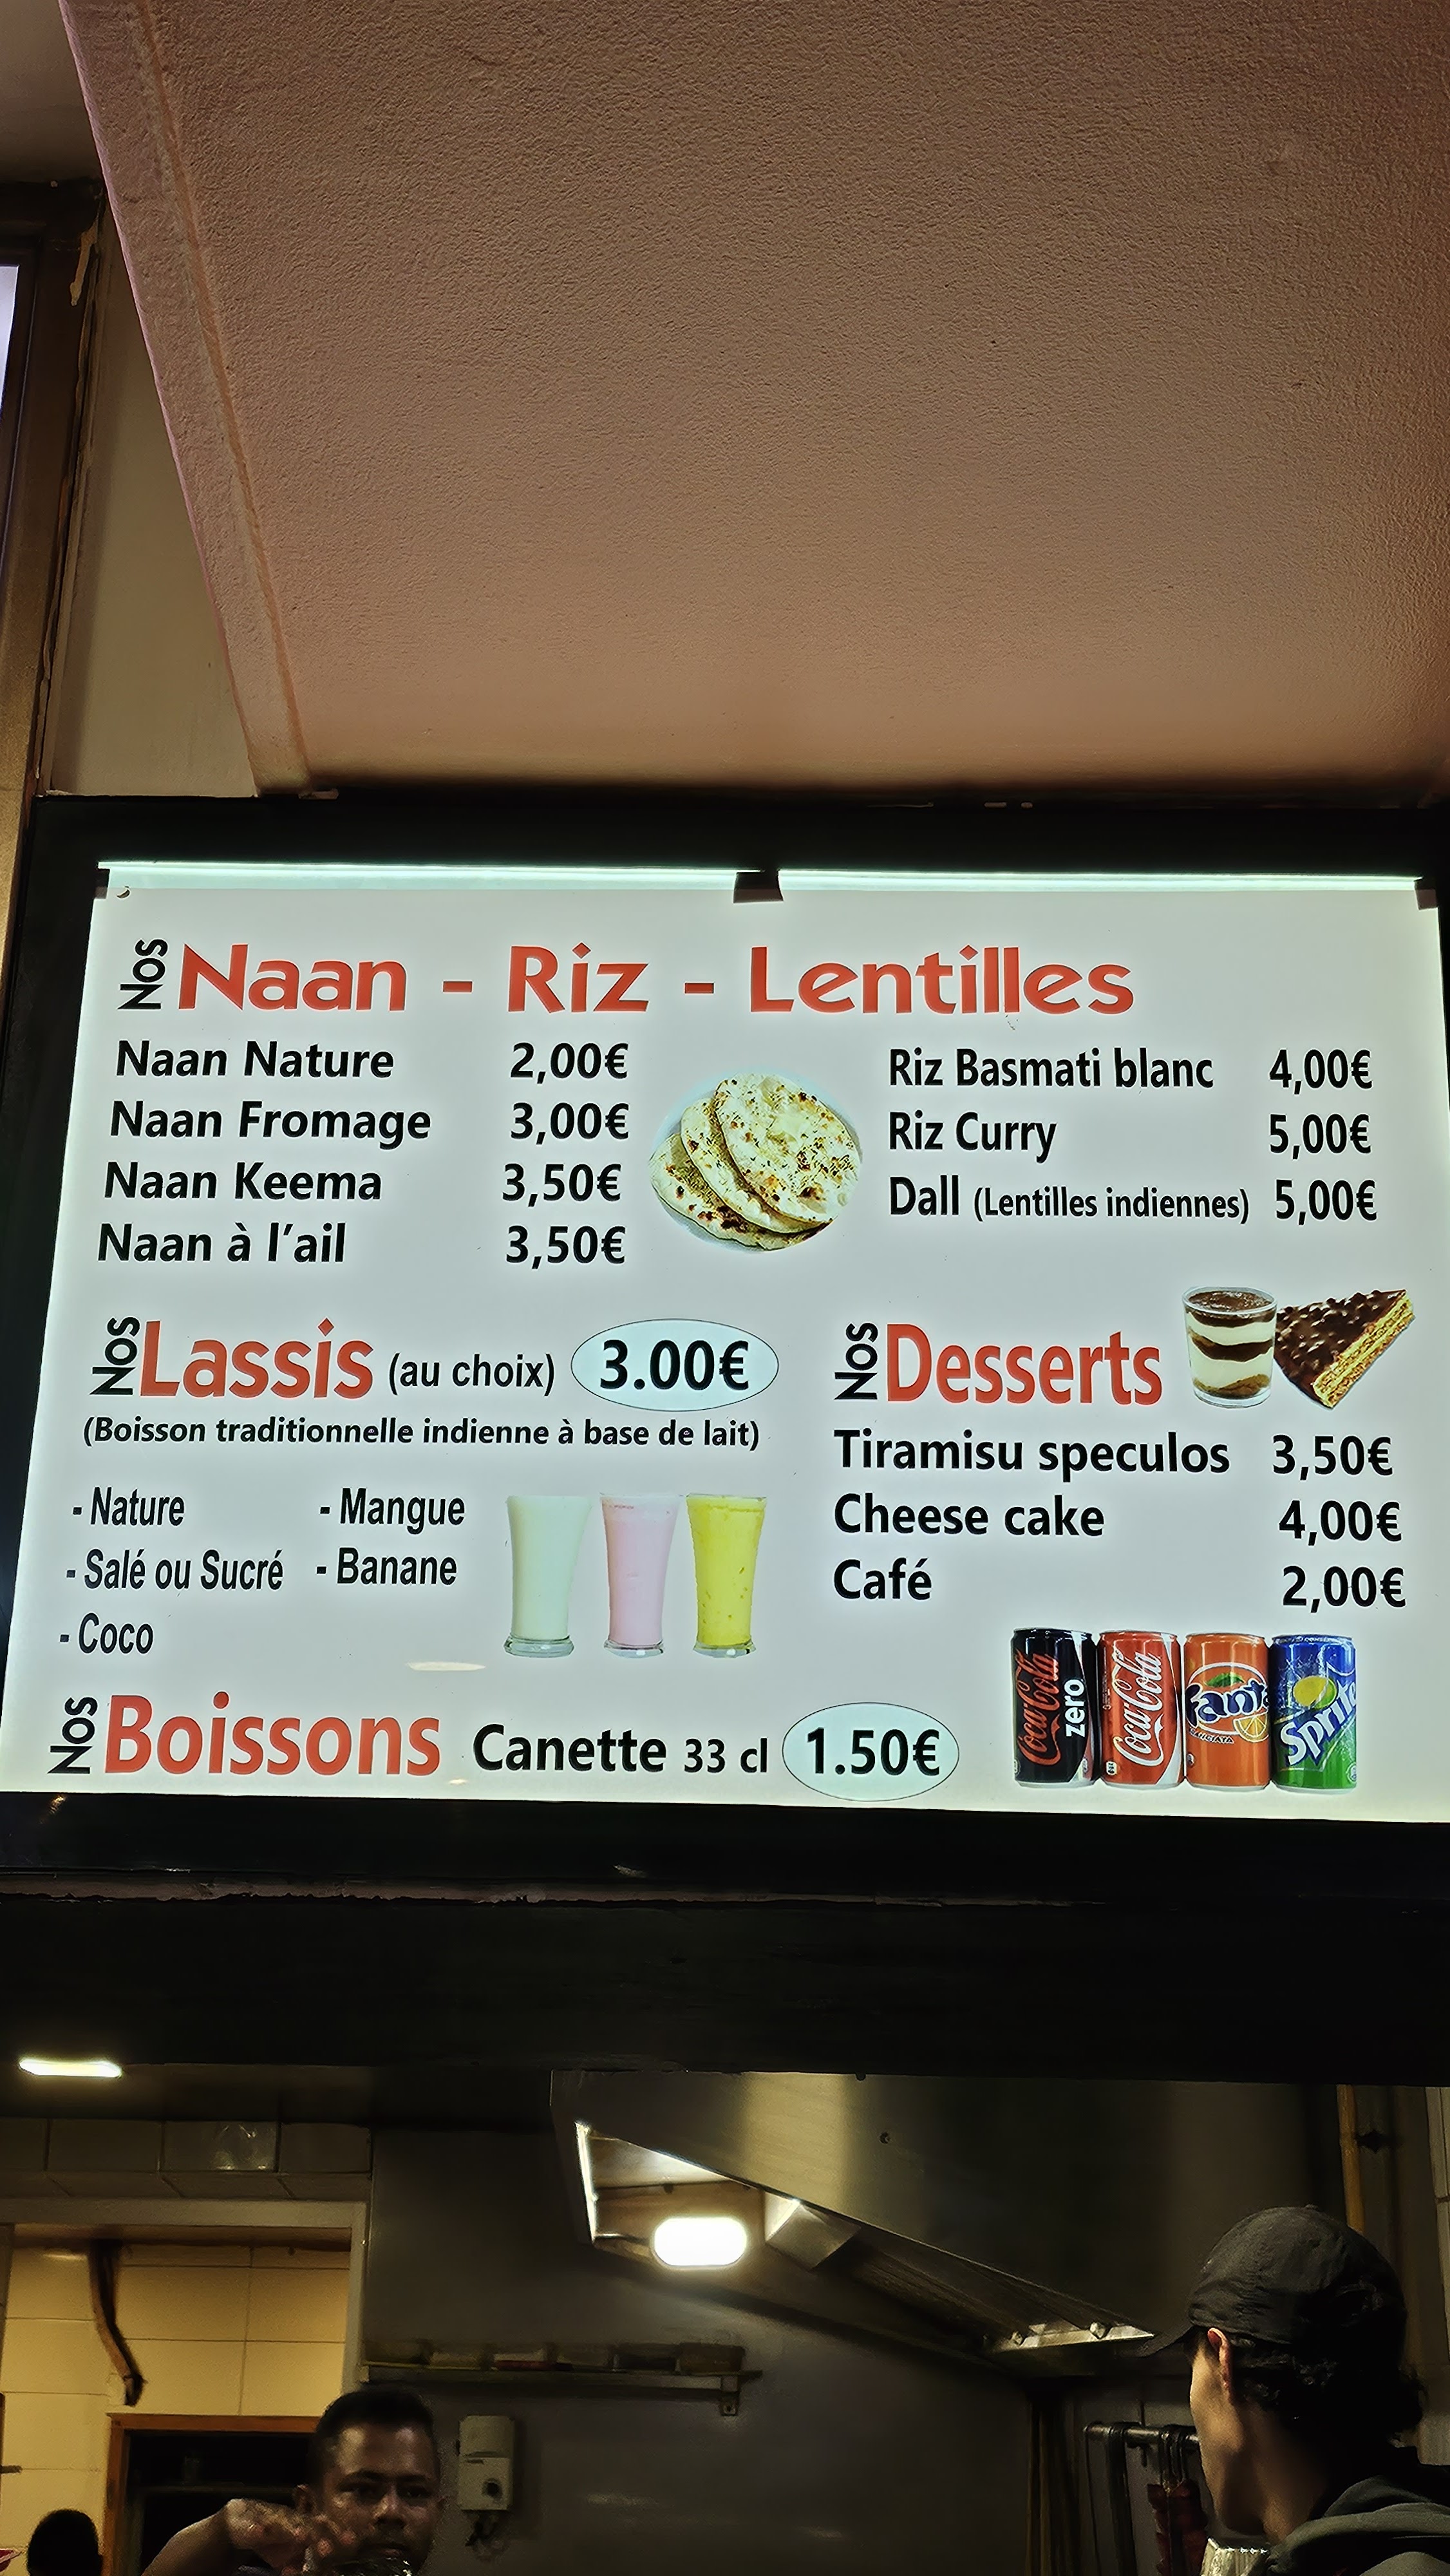 Nos Naan - Riz - Lentilles
Naan Nature 2,00€
Naan Fromage 3,00€
Naan Keema 3,50€
Naan à l'ail 3,50€
Riz Basmati blanc 4,00€
Riz Curry 5,00€
Dall (Lentilles indiennes) 5,00€
Nos Lassis (au choix) 3.00€
(Boisson traditionnelle indienne à base de lait)
- Nature
- Salé ou Sucré
- Coco
- Mangue
- Banane
Nos Desserts
Tiramisu speculos 3,50€
Cheese cake 4,00€
Café 2,00€
Nos Boissons Canette 33 cl 1.50€
Coca-Cola zero
Coca-Cola
Fanta
Sprite